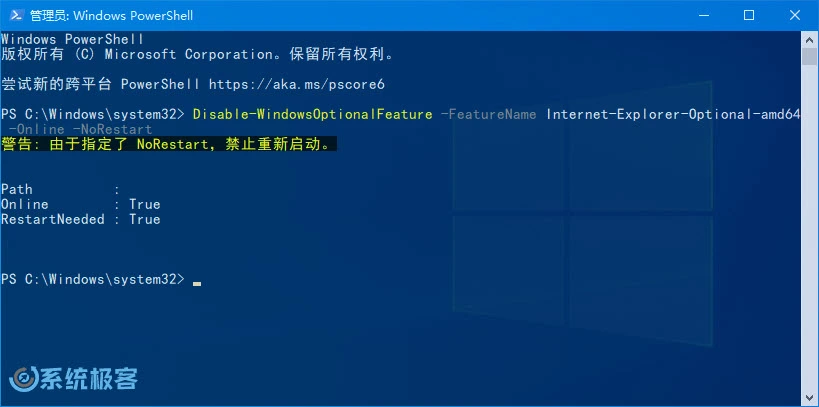 管理员: Windows PowerShell
Windows PowerShell
版权所有 (C) Microsoft Corporation。保留所有权利。
尝试新的跨平台 PowerShell https://aka.ms/pscore6
PS C:\Windows\system32> Disable-WindowsOptionalFeature -FeatureName Internet-Explorer-Optional-amd64
-Online -NoRestart
警告: 由于指定了 NoRestart，禁止重新启动。
Path          :
Online        : True
RestartNeeded : True
PS C:\Windows\system32>
系统极客